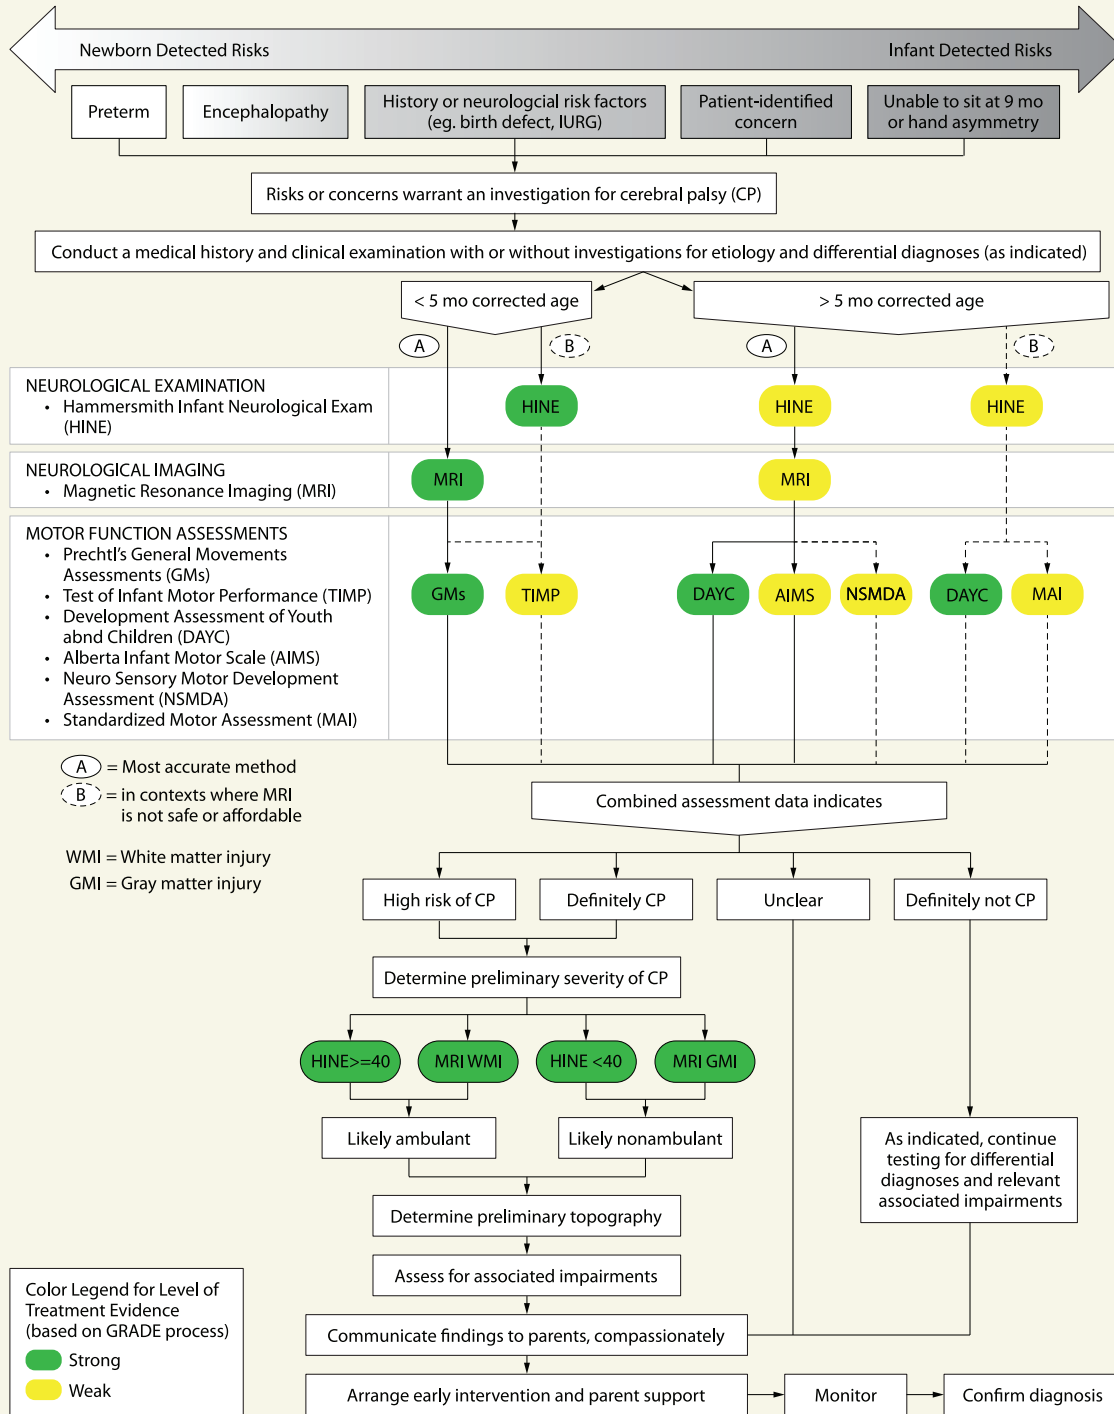 Newborn Detected Risks
Infant Detected Risks
Preterm
Encephalopathy
History or neurologcial risk factors
(eg. birth defect, IURG)
Patient-identified
concern
Unable to sit at 9 mo
or hand asymmetry
Risks or concerns warrant an investigation for cerebral palsy (CP)
Conduct a medical history and clinical examination with or without investigations for etiology and differential diagnoses (as indicated)
< 5 mo corrected age
> 5 mo corrected age
A
B
A
B
NEUROLOGICAL EXAMINATION
• Hammersmith Infant Neurological Exam
(HINE)
HINE
HINE
HINE
NEUROLOGICAL IMAGING
• Magnetic Resonance Imaging (MRI)
MRI
MRI
MOTOR FUNCTION ASSESSMENTS
• Prechtl's General Movements
Assessments (GMs)
• Test of Infant Motor Performance (TIMP)
• Development Assessment of Youth
abnd Children (DAYC)
• Alberta Infant Motor Scale (AIMS)
• Neuro Sensory Motor Development
Assessment (NSMDA)
• Standardized Motor Assessment (MAI)
GMs
TIMP
DAYC
AIMS
NSMDA
DAYC
MAI
A = Most accurate method
B = in contexts where MRI
is not safe or affordable
WMI = White matter injury
GMI = Gray matter injury
Combined assessment data indicates
High risk of CP
Definitely CP
Unclear
Definitely not CP
Determine preliminary severity of CP
HINE>=40
MRI WMI
HINE <40
MRI GMI
Likely ambulant
Likely nonambulant
As indicated, continue
testing for differential
diagnoses and relevant
associated impairments
Determine preliminary topography
Assess for associated impairments
Communicate findings to parents, compassionately
Arrange early intervention and parent support
Monitor
Confirm diagnosis
Color Legend for Level of
Treatment Evidence
(based on GRADE process)
Strong
Weak